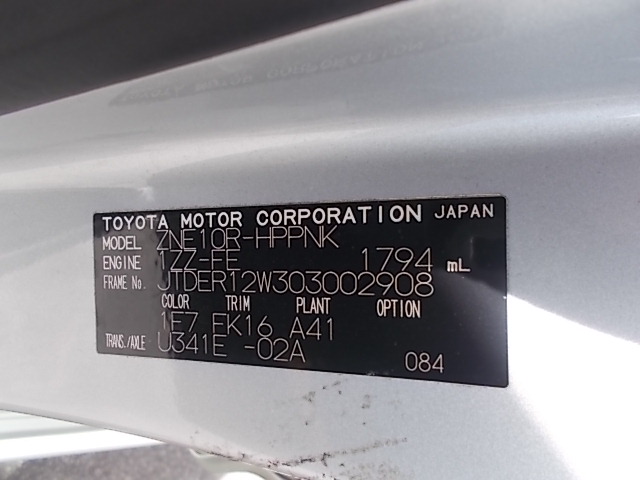 TOYOTA MOTOR CORPORATION JAPAN
MODEL ZNE10R-HPPNK
ENGINE 1ZZ-FE 1794 mL
FRAME No. JTDER12W303002908
COLOR TRIM PLANT OPTION
1F7 FK16 A41
TRANS./AXLE U341E -02A
084